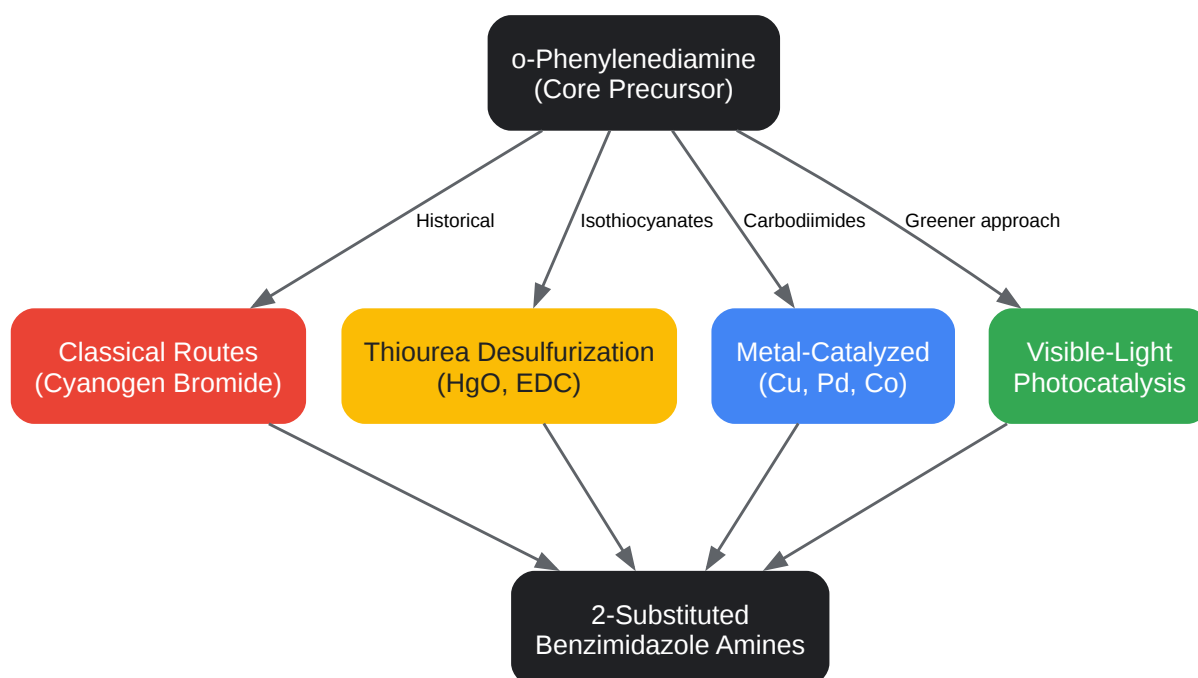 o-Phenylenediamine
(Core Precursor)
Historical
Isothiocyanates
Carbodiimides
Greener approach
Classical Routes
(Cyanogen Bromide)
Thiourea Desulfurization
(HgO, EDC)
Metal-Catalyzed
(Cu, Pd, Co)
Visible-Light
Photocatalysis
2-Substituted
Benzimidazole Amines